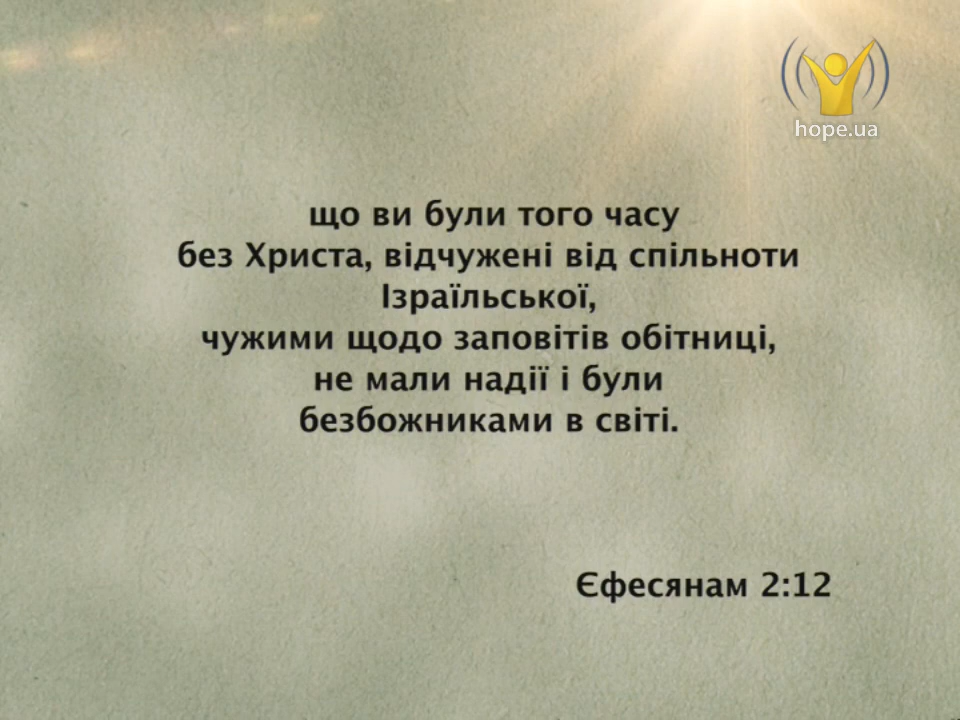 hope.ua
що ви були того часу
без Христа, відчужені від спільноти
Ізраїльської,
чужими щодо заповітів обітниці,
не мали надії і були
безбожниками в світі.
Єфесянам 2:12